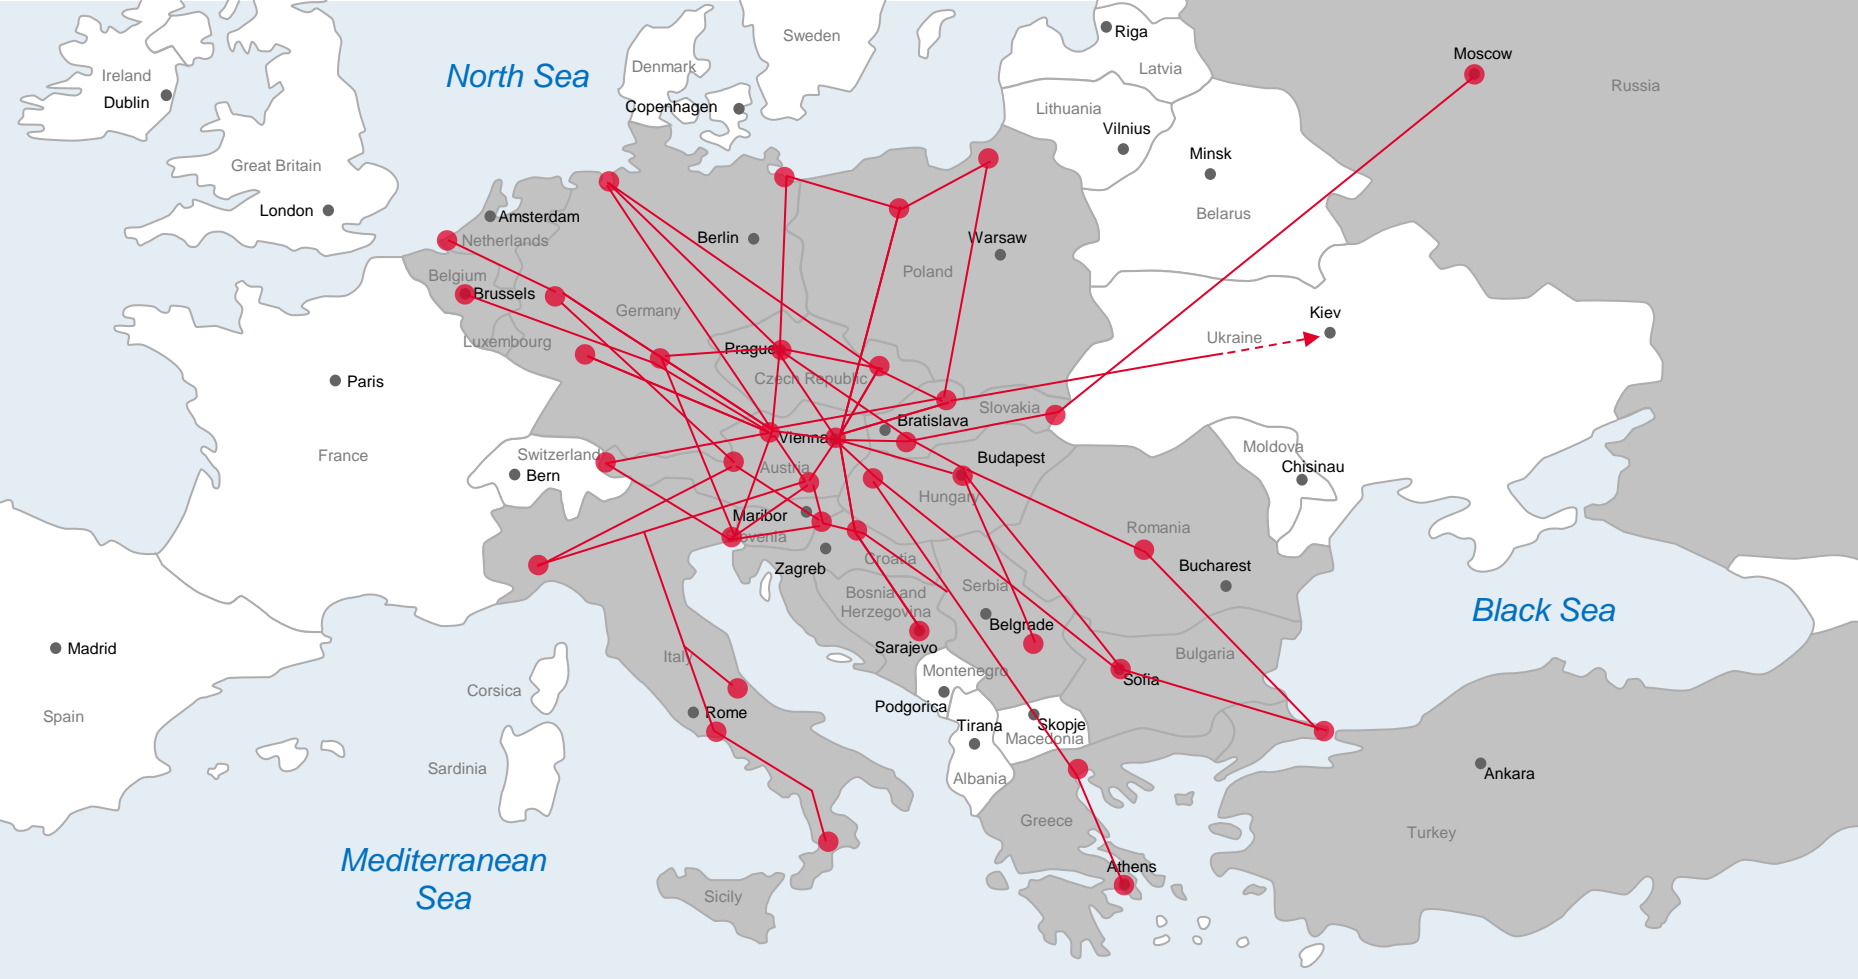 Sweden
Riga
Moscow
North Sea
Denmark
Latvia
Ireland
Russia
Dublin
Copenhagen
Lithuania
Vilnius
Minsk
Great Britain
London
Amsterdam
Belarus
Netherlands
Berlin
Warsaw
Belgium
Poland
Brussels
Germany
Kiev
Ukraine
Luxembourg
Prague
Czech Republic
Paris
Slovakia
Bratislava
Vienna
France
Switzerland
Bern
Austria
Budapest
Hungary
Moldova
Chisinau
Maribor
Romania
Croatia
Zagreb
Bucharest
Bosnia and
Herzegovina
Serbia
Belgrade
Black Sea
Madrid
Sarajevo
Italy
Montenegro
Bulgaria
Sofia
Corsica
Podgorica
Rome
Spain
Tirana
Skopje
Macedonia
Sardinia
Albania
Ankara
Greece
Turkey
Mediterranean
Sea
Athens
Sicily